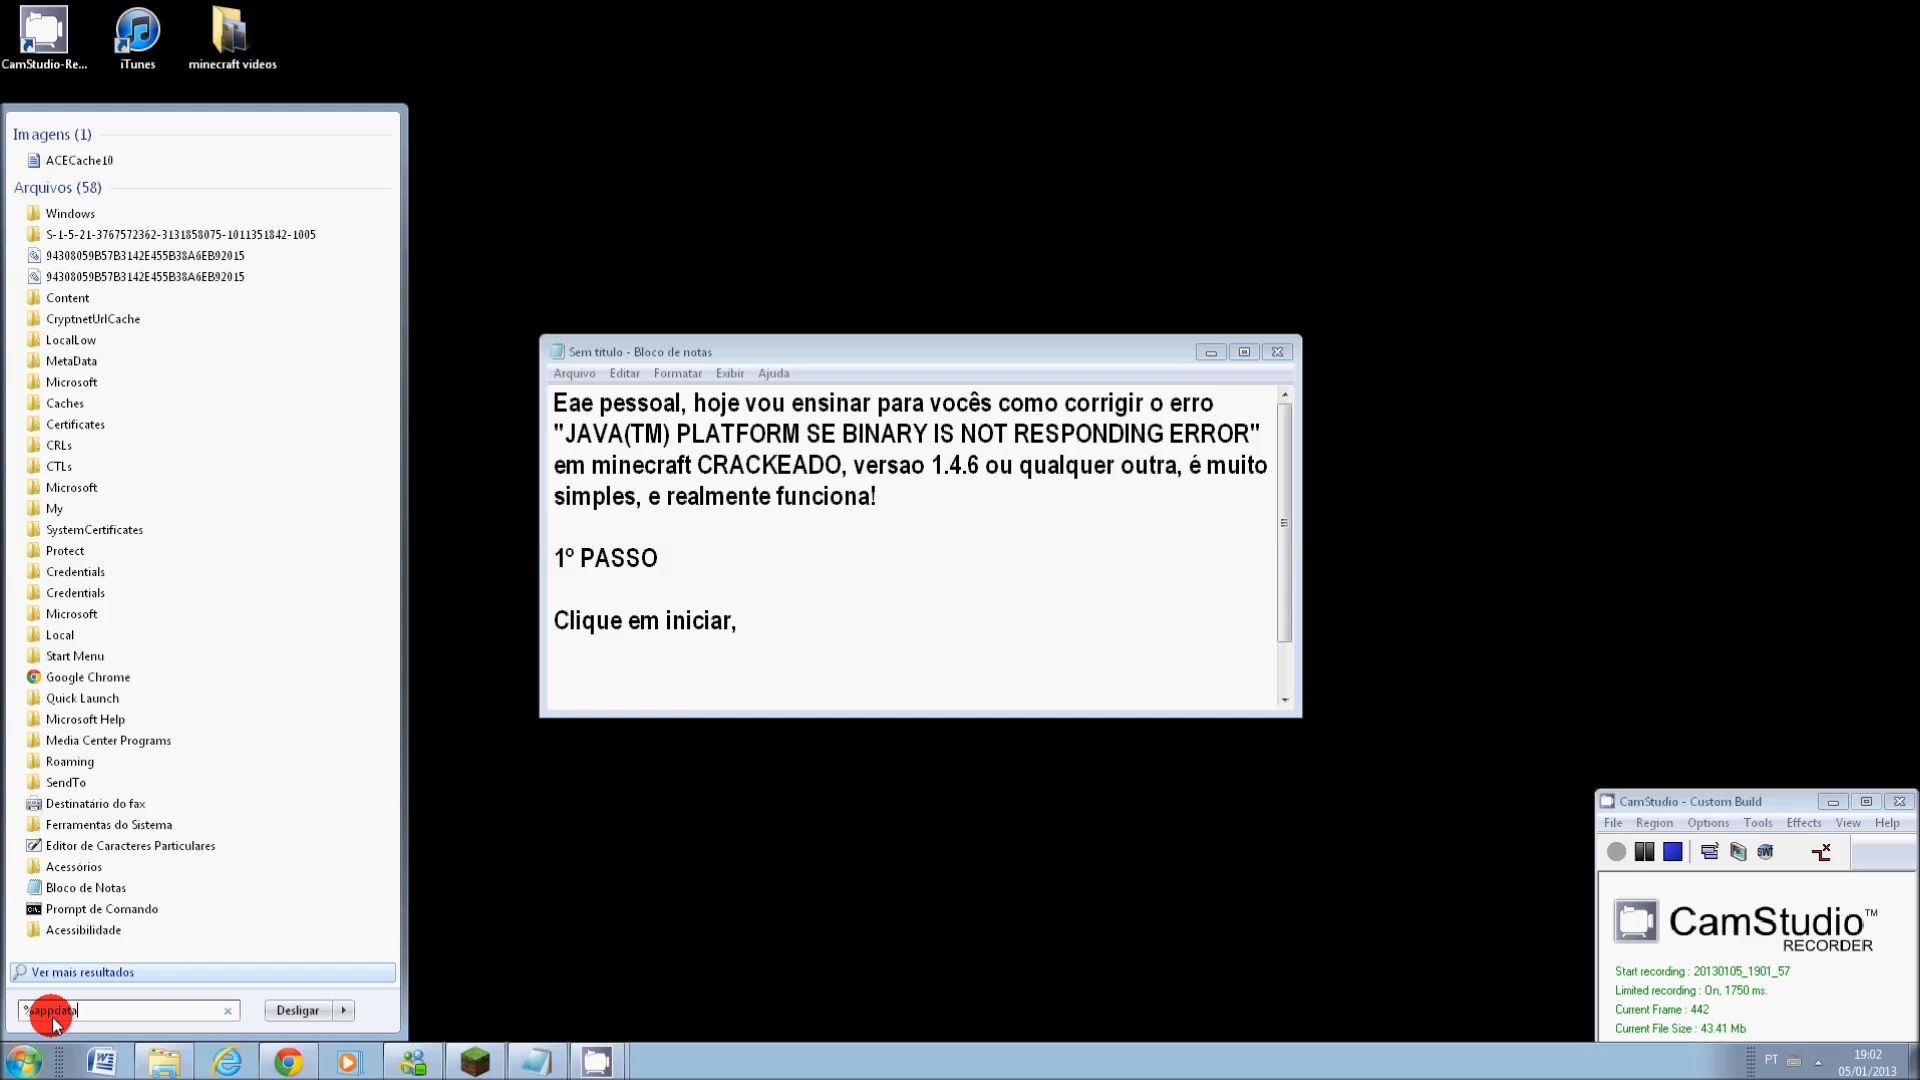 CamStudio-Re...
iTunes
minecraft videos
Imagens (1)
ACECache10
Arquivos (58)
Windows
S-1-5-21-3767572362-3131858075-1011351842-1005
94308059B57B3142E455B38A6EB92015
94308059B57B3142E455B38A6EB92015
Content
CryptnetUrlCache
LocalLow
MetaData
Microsoft
Caches
Certificates
CRLs
CTLs
Microsoft
My
SystemCertificates
Protect
Credentials
Credentials
Microsoft
Local
Start Menu
Google Chrome
Quick Launch
Microsoft Help
Media Center Programs
Roaming
SendTo
Destinatário do fax
Ferramentas do Sistema
Editor de Caracteres Particulares
Acessórios
Bloco de Notas
Prompt de Comando
Acessibilidade
Ver mais resultados
%appdata
Desligar
Sem título - Bloco de notas
Arquivo Editar Formatar Exibir Ajuda
Eae pessoal, hoje vou ensinar para vocês como corrigir o erro
"JAVA(TM) PLATFORM SE BINARY IS NOT RESPONDING ERROR"
em minecraft CRACKEADO, versao 1.4.6 ou qualquer outra, é muito
simples, e realmente funciona!
1º PASSO
Clique em iniciar,
CamStudio - Custom Build
File Region Options Tools Effects View Help
SWF
CamStudio™
RECORDER
Start recording : 20130105_1901_57
Limited recording : On, 1750 ms.
Current Frame : 442
Current File Size : 43.41 Mb
PT
19:02
05/01/2013